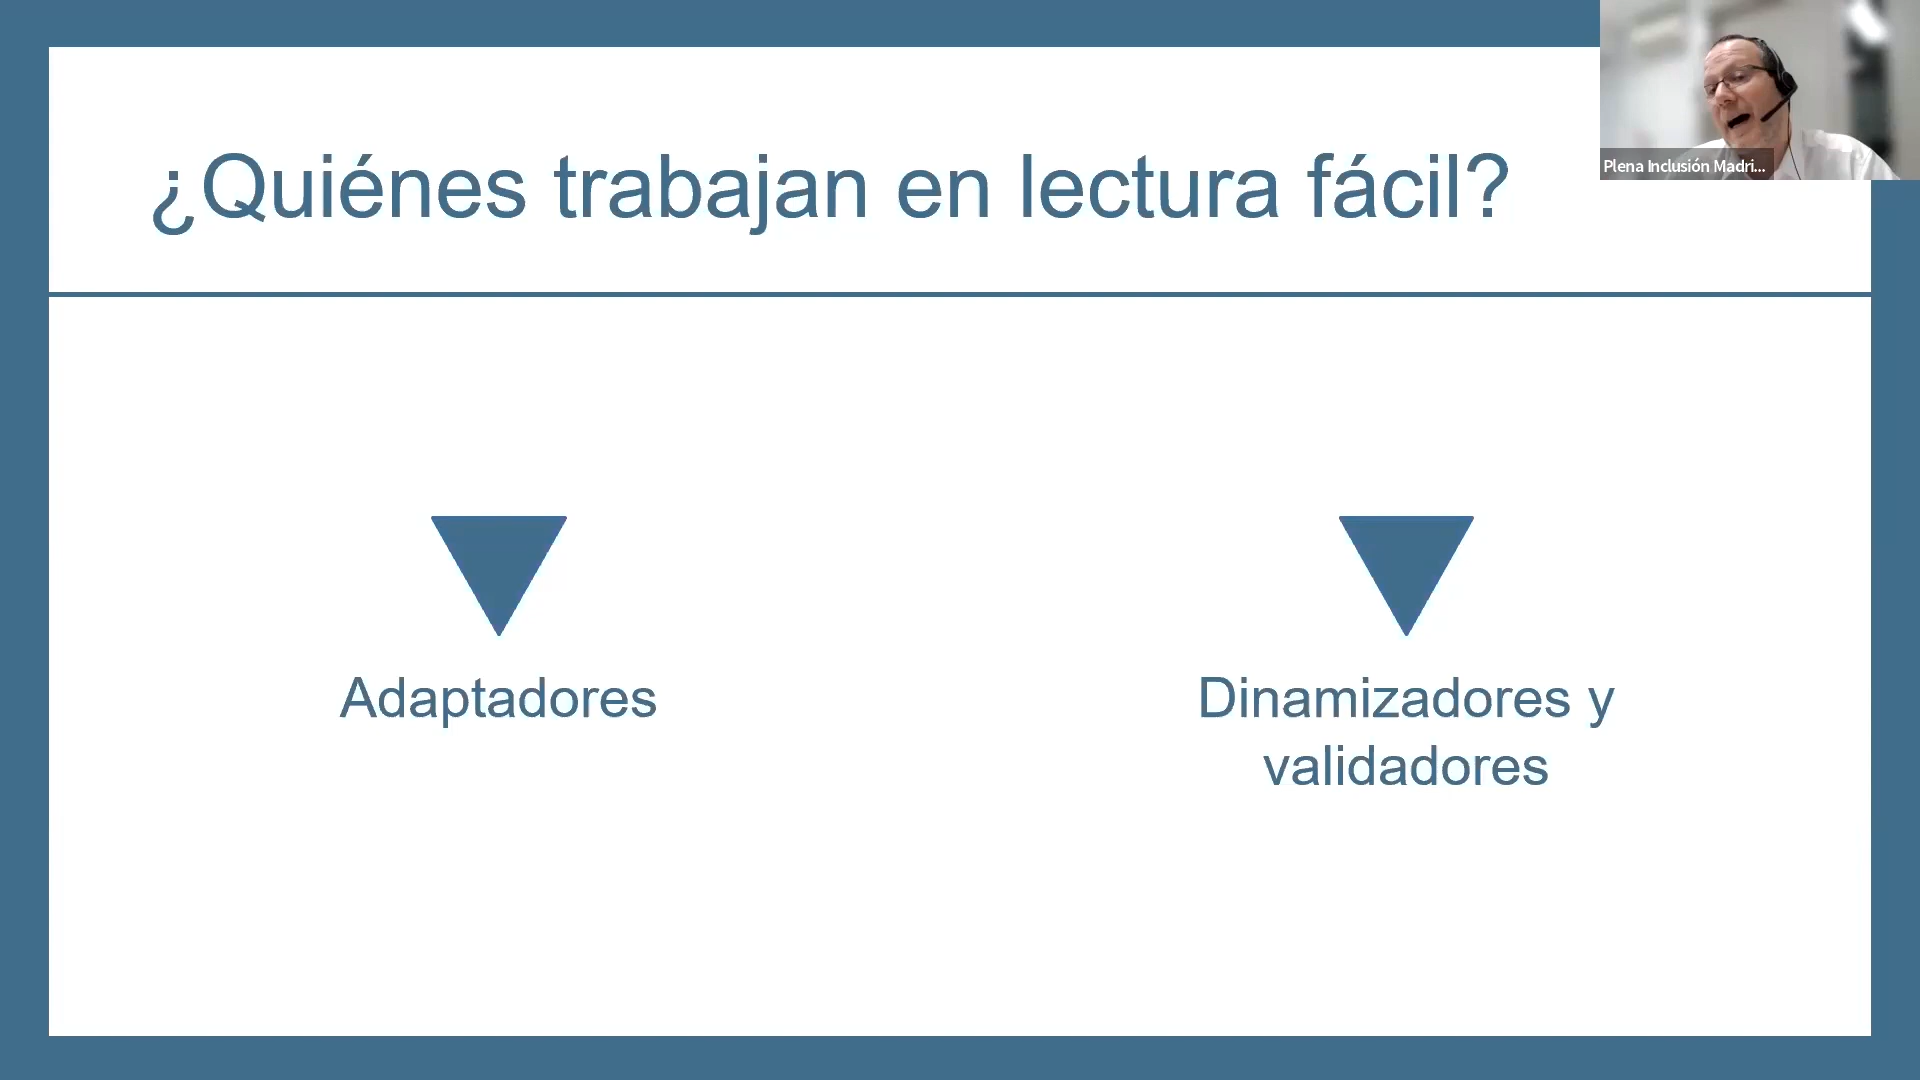 ¿Quiénes trabajan en lectura fácil?
Plena Inclusión Madri...
Adaptadores
Dinamizadores y
validadores